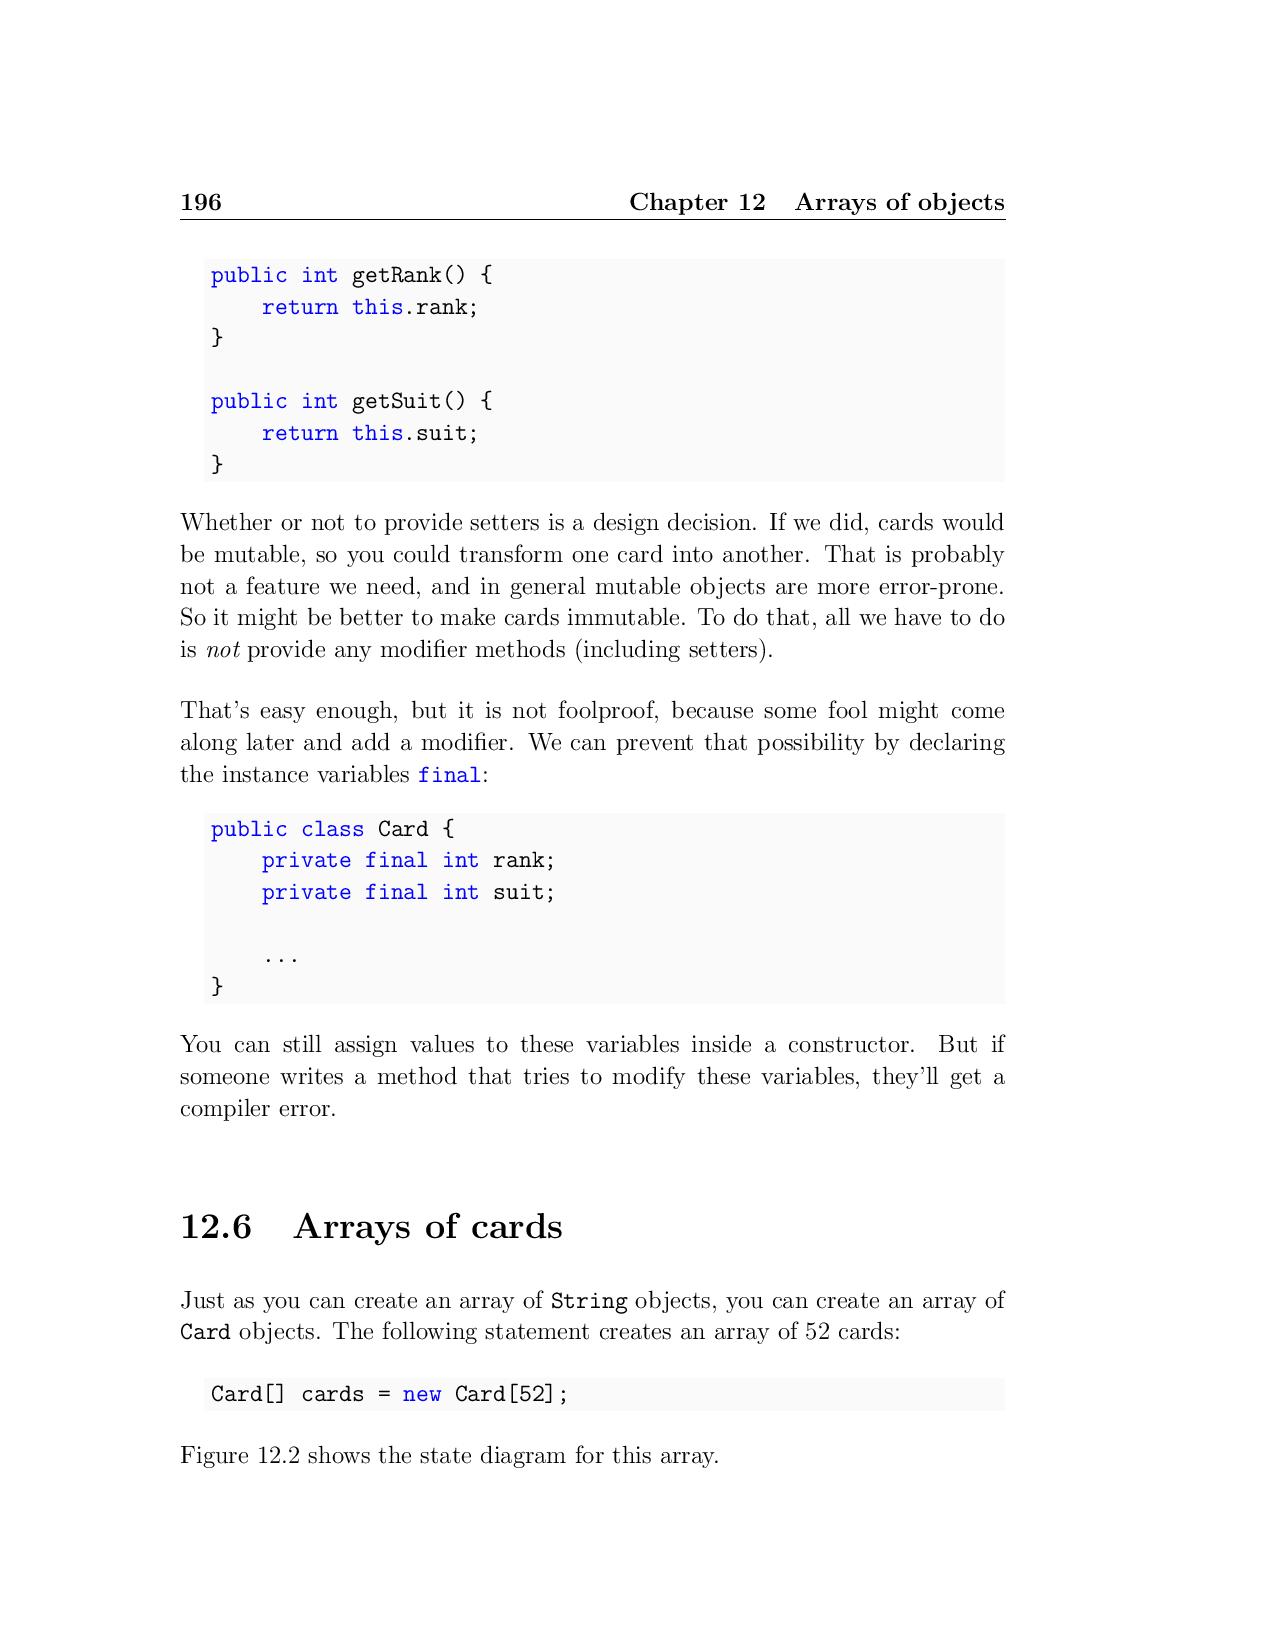 196 Chapter 12 Arrays of objects
public int getRank() {
    return this.rank;
}
public int getSuit() {
    return this.suit;
}
Whether or not to provide setters is a design decision. If we did, cards would
be mutable, so you could transform one card into another. That is probably
not a feature we need, and in general mutable objects are more error-prone.
So it might be better to make cards immutable. To do that, all we have to do
is not provide any modifier methods (including setters).
That's easy enough, but it is not foolproof, because some fool might come
along later and add a modifier. We can prevent that possibility by declaring
the instance variables final:
public class Card {
    private final int rank;
    private final int suit;
    ...
}
You can still assign values to these variables inside a constructor. But if
someone writes a method that tries to modify these variables, they'll get a
compiler error.
12.6 Arrays of cards
Just as you can create an array of String objects, you can create an array of
Card objects. The following statement creates an array of 52 cards:
Card[] cards = new Card[52];
Figure 12.2 shows the state diagram for this array.